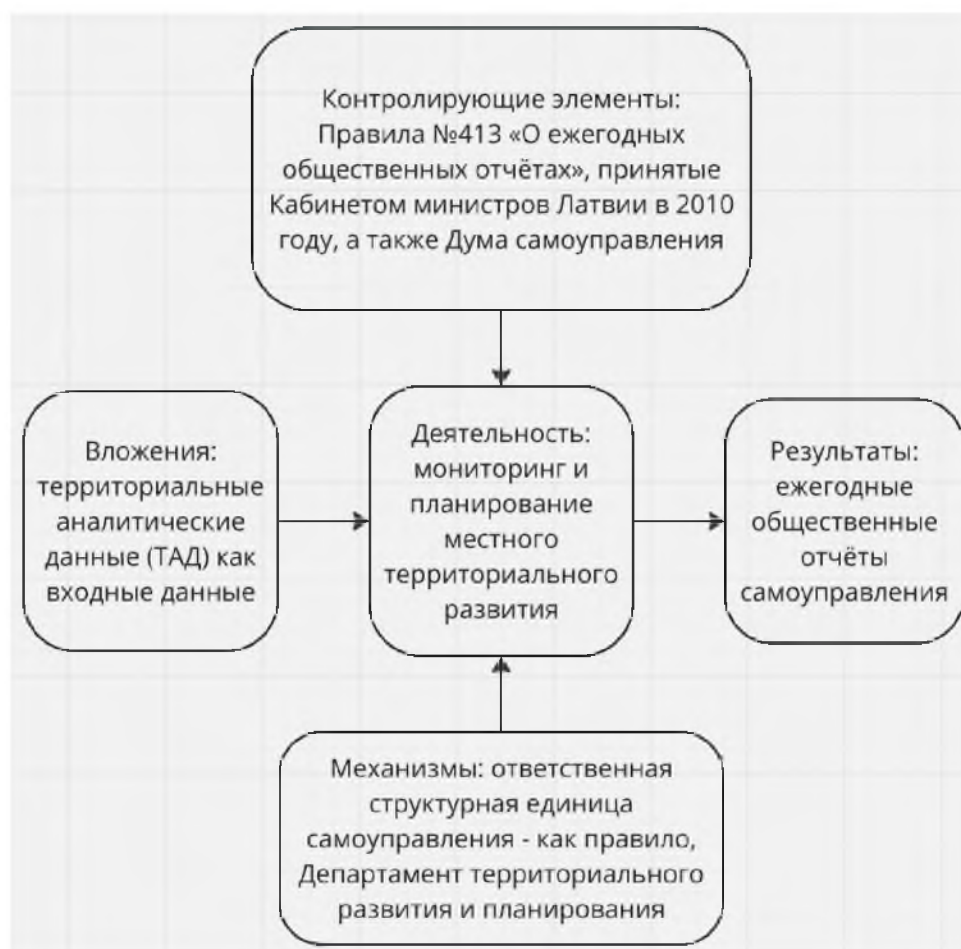 Контролирующие элементы:
Правила №413 «О ежегодных
общественных отчётах», принятые
Кабинетом министров Латвии в 2010
году, а также Дума самоуправления
Вложения:
территориальные
аналитические
данные (ТАД) как
входные данные
Деятельность:
мониторинг и
планирование
местного
территориального
развития
Результаты:
ежегодные
общественные
отчёты
самоуправления
Механизмы: ответственная
структурная единица
самоуправления - как правило,
Департамент территориального
развития и планирования